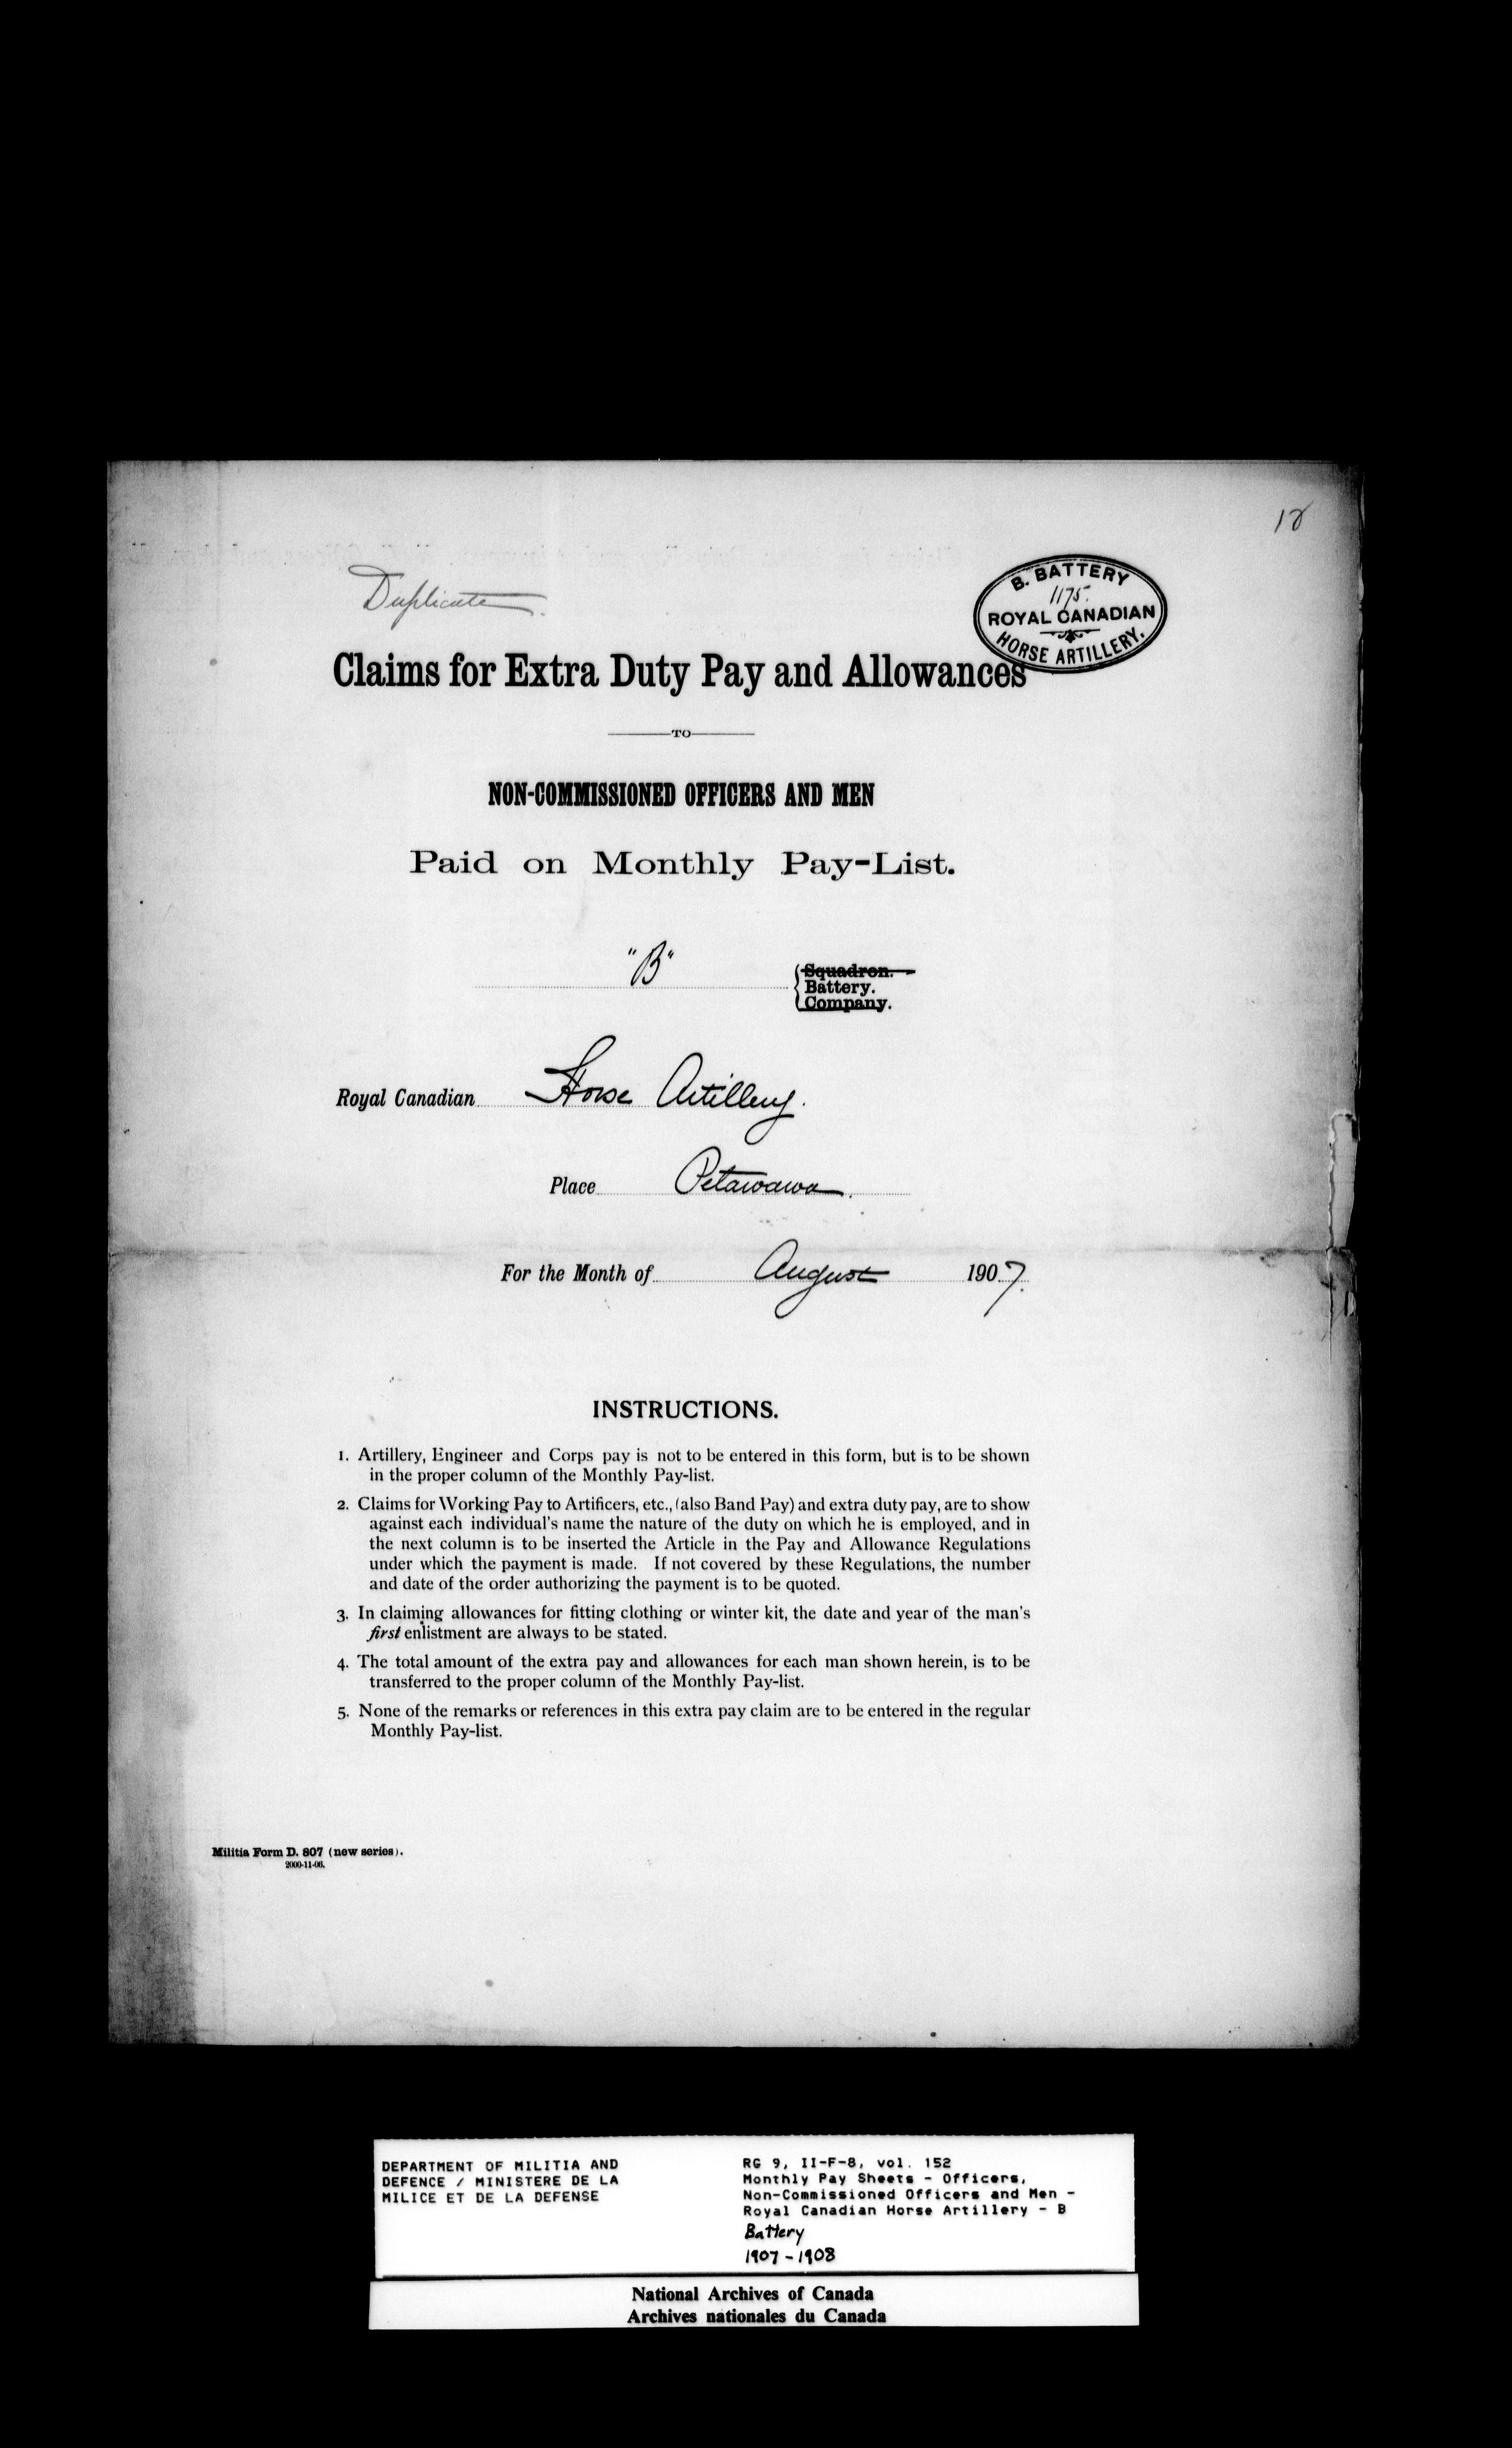 18
Duplicate.
B. BATTERY
1175.
ROYAL CANADIAN
HORSE ARTILLERY.
Claims for Extra Duty Pay and Allowances
TO
NON-COMMISSIONED OFFICERS AND MEN
Paid on Monthly Pay-List.
"B"
Squadron.
Battery.
Company.
Royal Canadian Horse Artillery.
Place Petawawa.
For the Month of August 1907.
INSTRUCTIONS.
1. Artillery, Engineer and Corps pay is not to be entered in this form, but is to be shown
in the proper column of the Monthly Pay-list.
2. Claims for Working Pay to Artificers, etc., (also Band Pay) and extra duty pay, are to show
against each individual's name the nature of the duty on which he is employed, and in
the next column is to be inserted the Article in the Pay and Allowance Regulations
under which the payment is made. If not covered by these Regulations, the number
and date of the order authorizing the payment is to be quoted.
3. In claiming allowances for fitting clothing or winter kit, the date and year of the man's
first enlistment are always to be stated.
4. The total amount of the extra pay and allowances for each man shown herein, is to be
transferred to the proper column of the Monthly Pay-list.
5. None of the remarks or references in this extra pay claim are to be entered in the regular
Monthly Pay-list.
Militia Form D. 807 (new series).
2000-11-06.
DEPARTMENT OF MILITIA AND
DEFENCE / MINISTERE DE LA
MILICE ET DE LA DEFENSE
RG 9, II-F-8, vol. 152
Monthly Pay Sheets - Officers,
Non-Commissioned Officers and Men -
Royal Canadian Horse Artillery - B
Battery
1907-1908
National Archives of Canada
Archives nationales du Canada